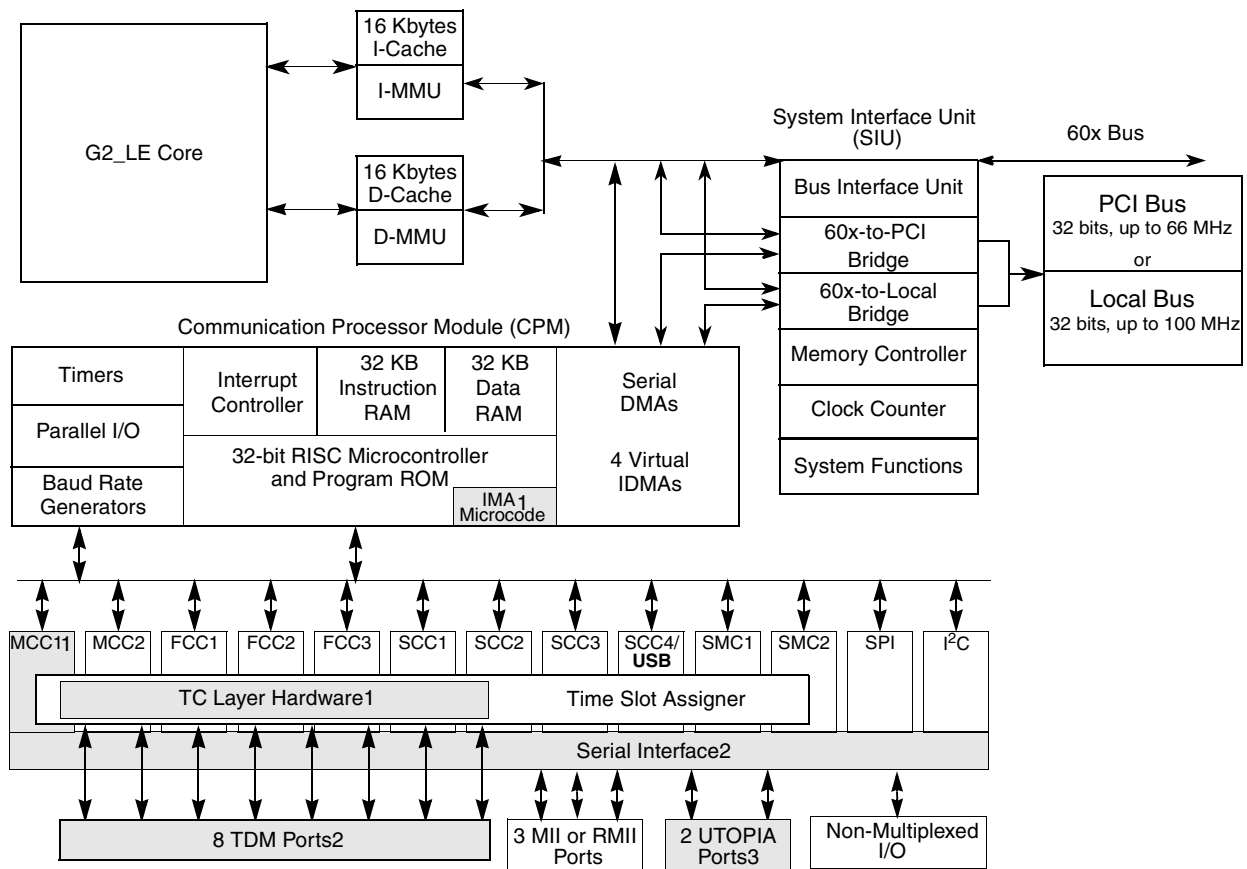 16 Kbytes
I-Cache
I-MMU
G2_LE Core
16 Kbytes
D-Cache
D-MMU
System Interface Unit
(SIU)
60x Bus
Bus Interface Unit
60x-to-PCI
Bridge
60x-to-Local
Bridge
Memory Controller
Clock Counter
System Functions
PCI Bus
32 bits, up to 66 MHz
or
Local Bus
32 bits, up to 100 MHz
Communication Processor Module (CPM)
Timers
Parallel I/O
Baud Rate
Generators
Interrupt
Controller
32 KB
Instruction
RAM
32 KB
Data
RAM
32-bit RISC Microcontroller
and Program ROM
IMA1
Microcode
Serial
DMAs
4 Virtual
IDMAs
MCC11
MCC2
FCC1
FCC2
FCC3
SCC1
SCC2
SCC3
SCC4/
USB
SMC1
SMC2
SPI
I²C
TC Layer Hardware1
Time Slot Assigner
Serial Interface2
8 TDM Ports2
3 MII or RMII
Ports
2 UTOPIA
Ports3
Non-Multiplexed
I/O